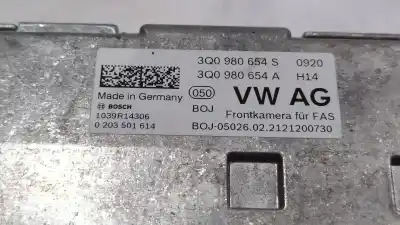 3Q0 980 654 S 0920
3Q0 980 654 A H14
Made in Germany 050 VW AG
BOSCH BOJ
1039R14306 Frontkamera für FAS
0 203 501 614 BOJ-05026.02.2121200730